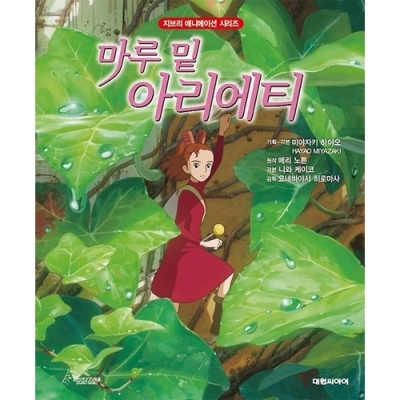 지브리 애니메이션 시리즈
마루 밑
아리에티
기획·각본 미야자키 하야오
HAYAO MIYAZAKI
원작 메리 노튼
각본 니와 케이코
감독 요네바야시 히로마사
대원씨아이